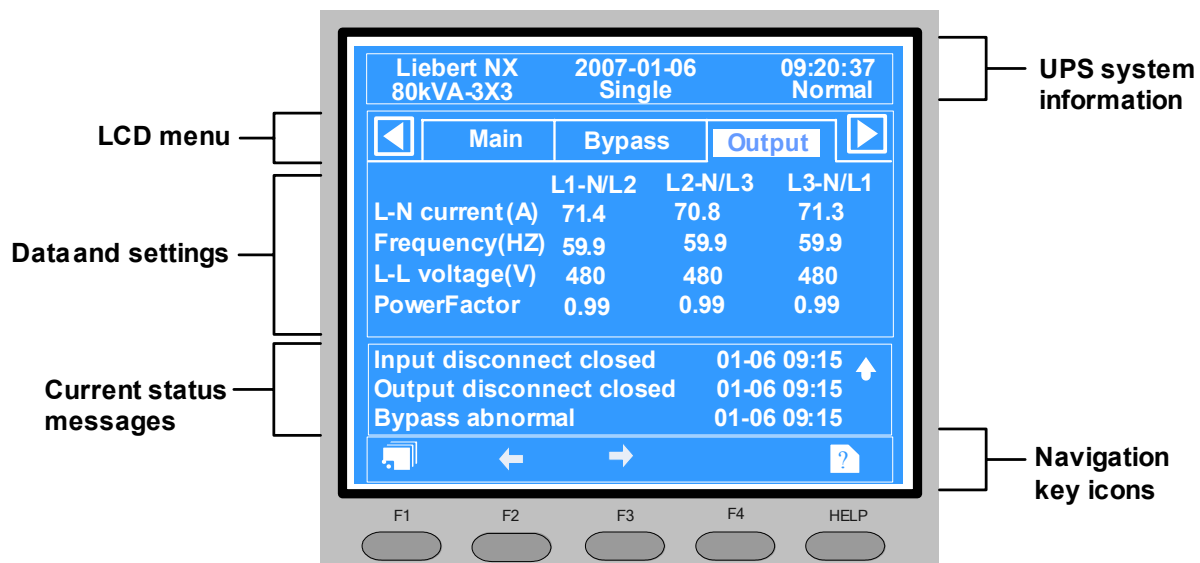 Liebert NX 2007-01-06 09:20:37
80kVA-3X3 Single Normal
UPS system
information
LCD menu
Main Bypass Output
L1-N/L2 L2-N/L3 L3-N/L1
L-N current(A) 71.4 70.8 71.3
Frequency(HZ) 59.9 59.9 59.9
L-L voltage(V) 480 480 480
PowerFactor 0.99 0.99 0.99
Data and settings
Input disconnect closed 01-06 09:15
Output disconnect closed 01-06 09:15
Bypass abnormal 01-06 09:15
Current status
messages
?
Navigation
key icons
F1 F2 F3 F4 HELP